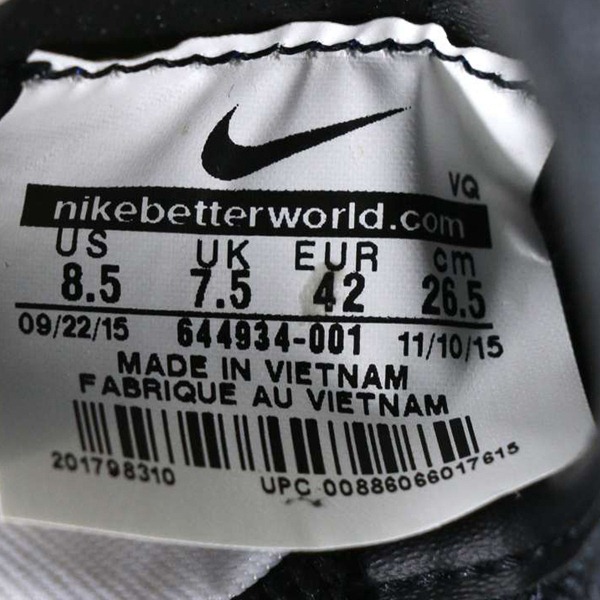 VQ
nikebetterworld.com
US UK EUR cm
8.5 7.5 42 26.5
09/22/15 644934-001 11/10/15
MADE IN VIETNAM
FABRIQUE AU VIETNAM
201798310 UPC 00886066017615